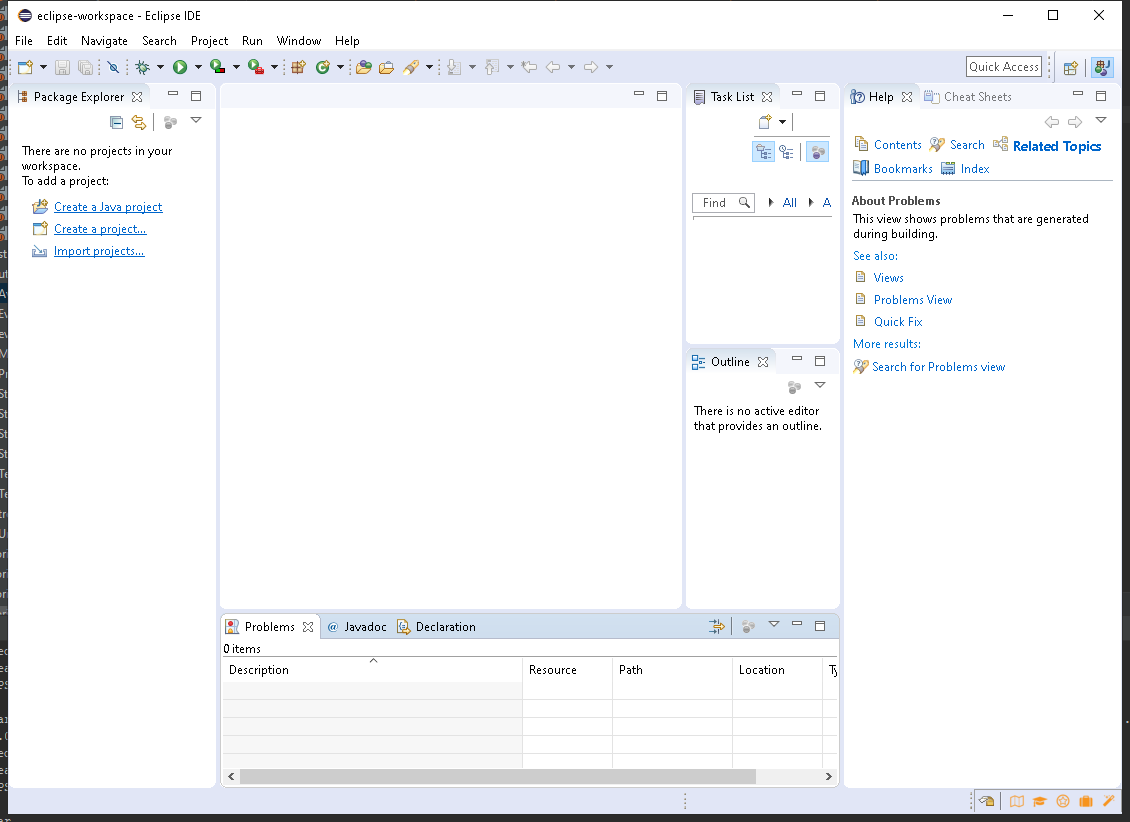 eclipse-workspace - Eclipse IDE
File Edit Navigate Search Project Run Window Help
Quick Access
Package Explorer
There are no projects in your
workspace.
To add a project:
Create a Java project
Create a project...
Import projects...
Task List
Find All A
Outline
There is no active editor
that provides an outline.
Help Cheat Sheets
Contents Search Related Topics
Bookmarks Index
About Problems
This view shows problems that are generated
during building.
See also:
Views
Problems View
Quick Fix
More results:
Search for Problems view
Problems @ Javadoc Declaration
0 items
Description Resource Path Location Ty